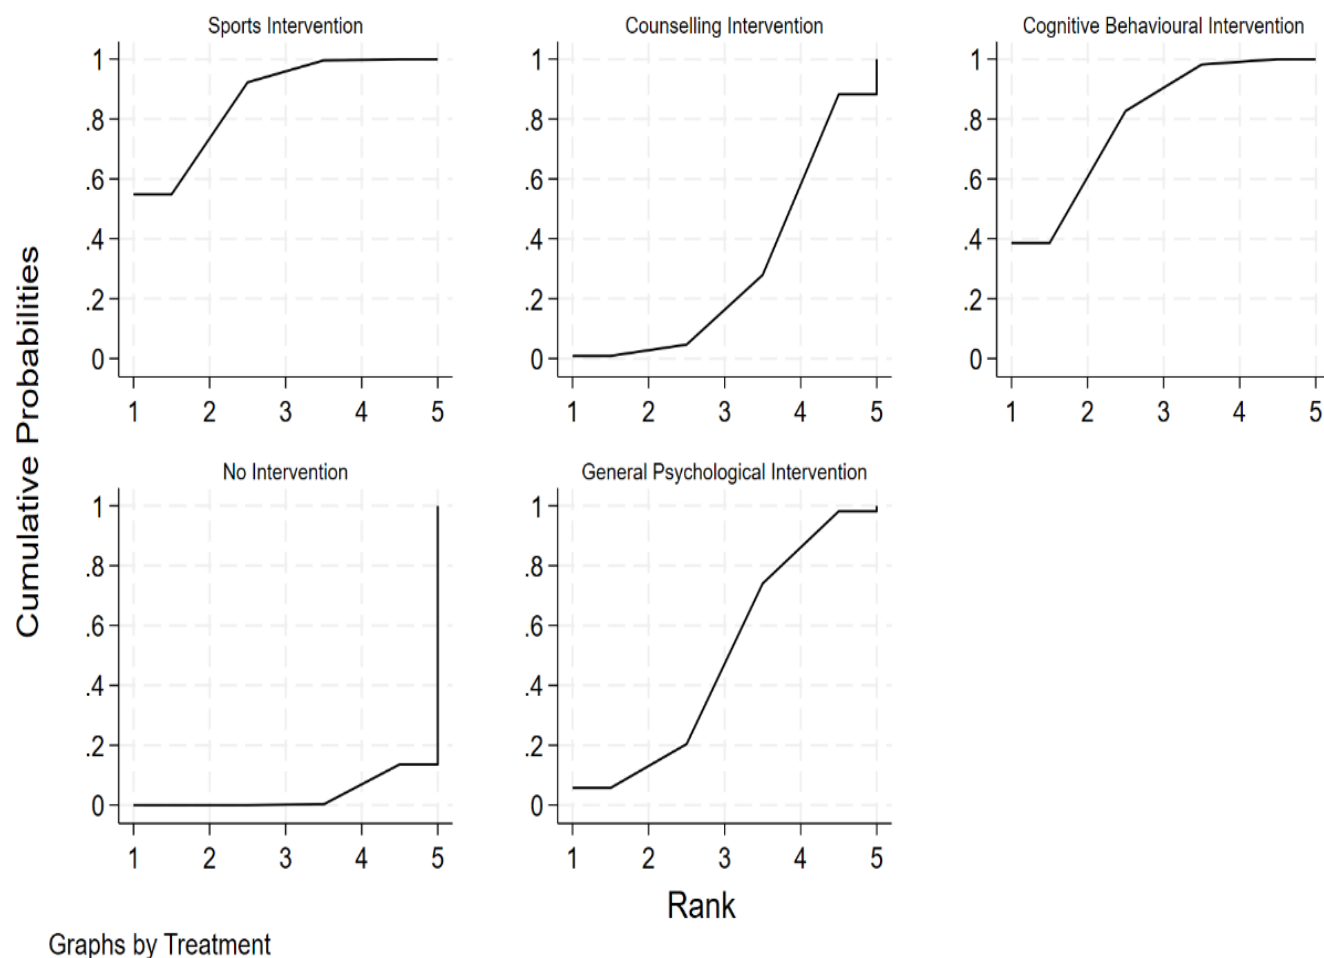 Sports Intervention
Counselling Intervention
Cognitive Behavioural Intervention
1
.8
.6
.4
.2
0
1 2 3 4 5
1
.8
.6
.4
.2
0
1 2 3 4 5
1
.8
.6
.4
.2
0
1 2 3 4 5
Cumulative Probabilities
No Intervention
General Psychological Intervention
1
.8
.6
.4
.2
0
1 2 3 4 5
1
.8
.6
.4
.2
0
1 2 3 4 5
Rank
Graphs by Treatment